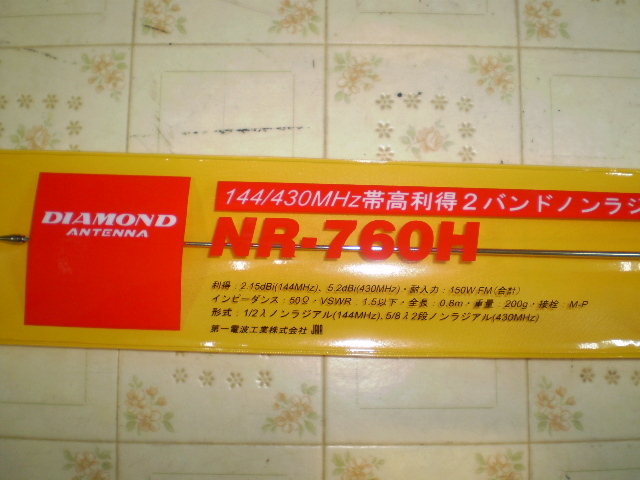 DIAMOND
ANTENNA
144/430MHz帯高利得2バンドノンラジ
NR-760H
利得：2.15dBi(144MHz)、5.2dBi(430MHz)・耐入力：150W FM(合計)
インピーダンス：50Ω・VSWR：1.5以下・全長：0.8m・重量：200g・接栓：M-P
形式：1/2λノンラジアル(144MHz),5/8λ2段ノンラジアル(430MHz)
第一電波工業株式会社